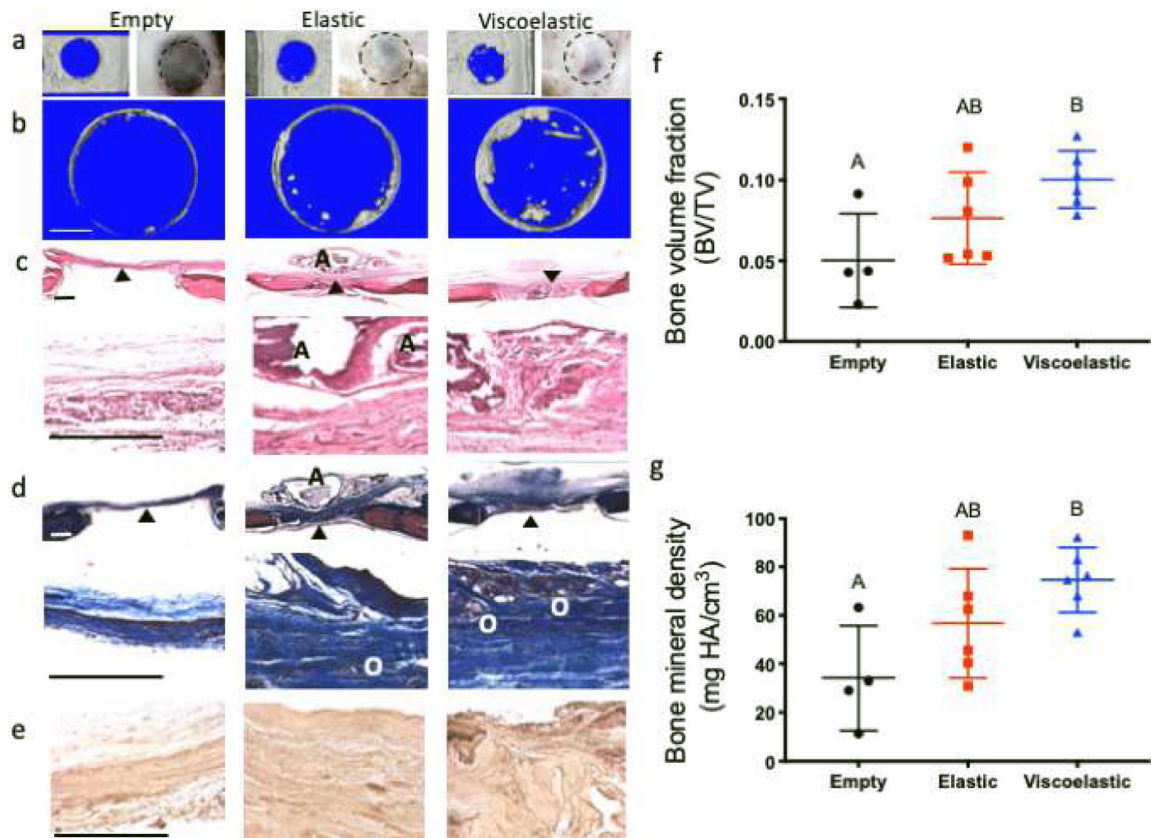 Empty Elastic Viscoelastic
a
b
c
A
A A
d
A
O O O
e
f
Bone volume fraction
(BV/TV)
0.15
0.10
0.05
0.00
A AB B
Empty Elastic Viscoelastic
g
Bone mineral density
(mg HA/cm³)
100
80
60
40
20
0
A AB B
Empty Elastic Viscoelastic